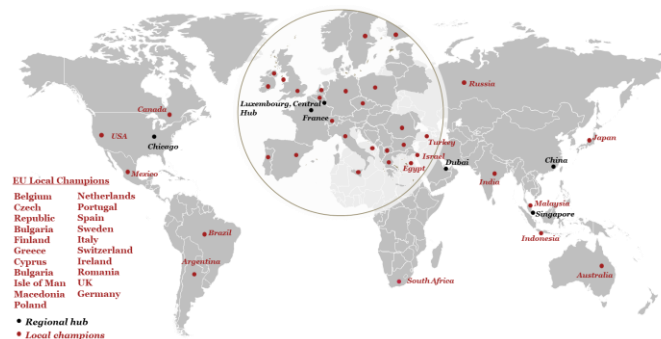 Canada
USA
Chicago
Mexico
Luxembourg, Central
Hub
France
Russia
Turkey
Israel
Egypt
Dubai
India
China
Japan
Malaysia
Singapore
Indonesia
Brazil
Argentina
South Africa
Australia
EU Local Champions
Belgium Netherlands
Czech Portugal
Republic Spain
Bulgaria Sweden
Finland Italy
Greece Switzerland
Cyprus Ireland
Bulgaria Romania
Isle of Man UK
Macedonia Germany
Poland
Regional hub
Local champions